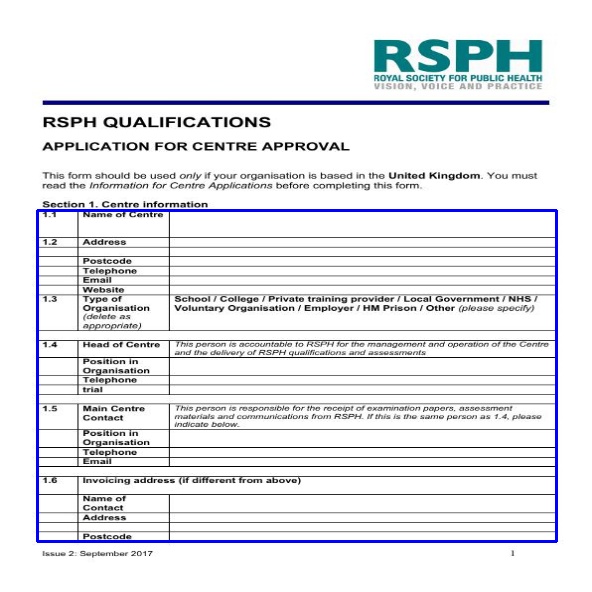 RSPH
ROYAL SOCIETY FOR PUBLIC HEALTH
VISION, VOICE AND PRACTICE
RSPH QUALIFICATIONS
APPLICATION FOR CENTRE APPROVAL
This form should be used only if your organisation is based in the United Kingdom. You must
read the Information for Centre Applications before completing this form.
Section 1. Centre information
1.1 Name of Centre
1.2 Address
Postcode
Telephone
Email
Website
1.3 Type of Organisation (delete as appropriate)
School / College / Private training provider / Local Government / NHS /
Voluntary Organisation / Employer / HM Prison / Other (please specify)
1.4 Head of Centre
This person is accountable to RSPH for the management and operation of the Centre
and the delivery of RSPH qualifications and assessments
Position in
Organisation
Telephone
trial
1.5 Main Centre
Contact
This person is responsible for the receipt of examination papers, assessment
materials and communications from RSPH. If this is the same person as 1.4, please
indicate below.
Position in
Organisation
Telephone
Email
1.6 Invoicing address (if different from above)
Name of
Contact
Address
Postcode
Issue 2: September 2017 1